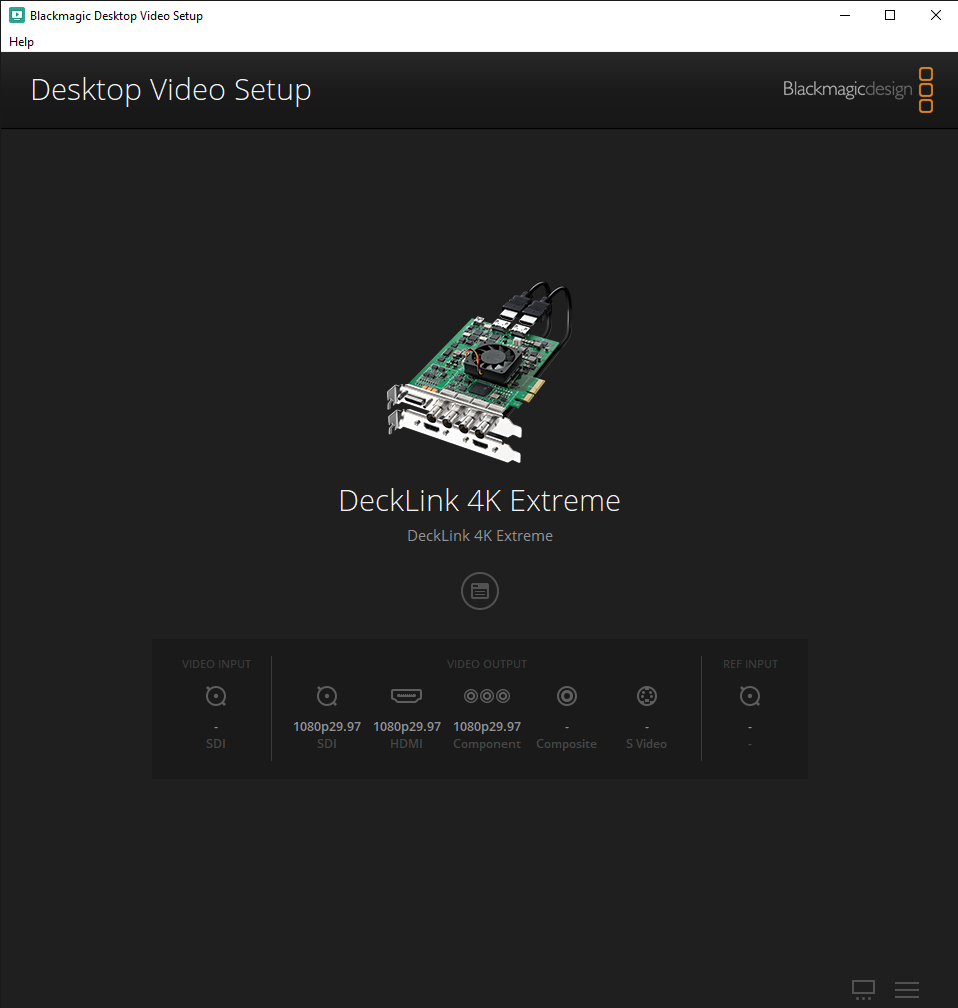 Blackmagic Desktop Video Setup
Help
Desktop Video Setup
Blackmagicdesign
DeckLink 4K Extreme
DeckLink 4K Extreme
VIDEO INPUT VIDEO OUTPUT REF INPUT
- 1080p29.97 1080p29.97 1080p29.97 - - -
SDI SDI HDMI Component Composite S Video -